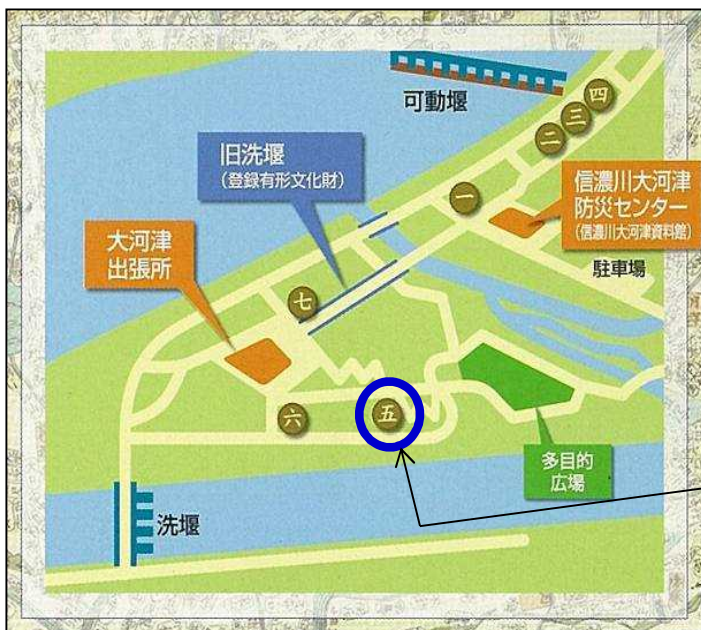 可動堰
四
三
二
旧洗堰
(登録有形文化財)
一
信濃川大河津
防災センター
(信濃川大河津資料館)
大河津
出張所
駐車場
七
六
五
多目的
広場
洗堰